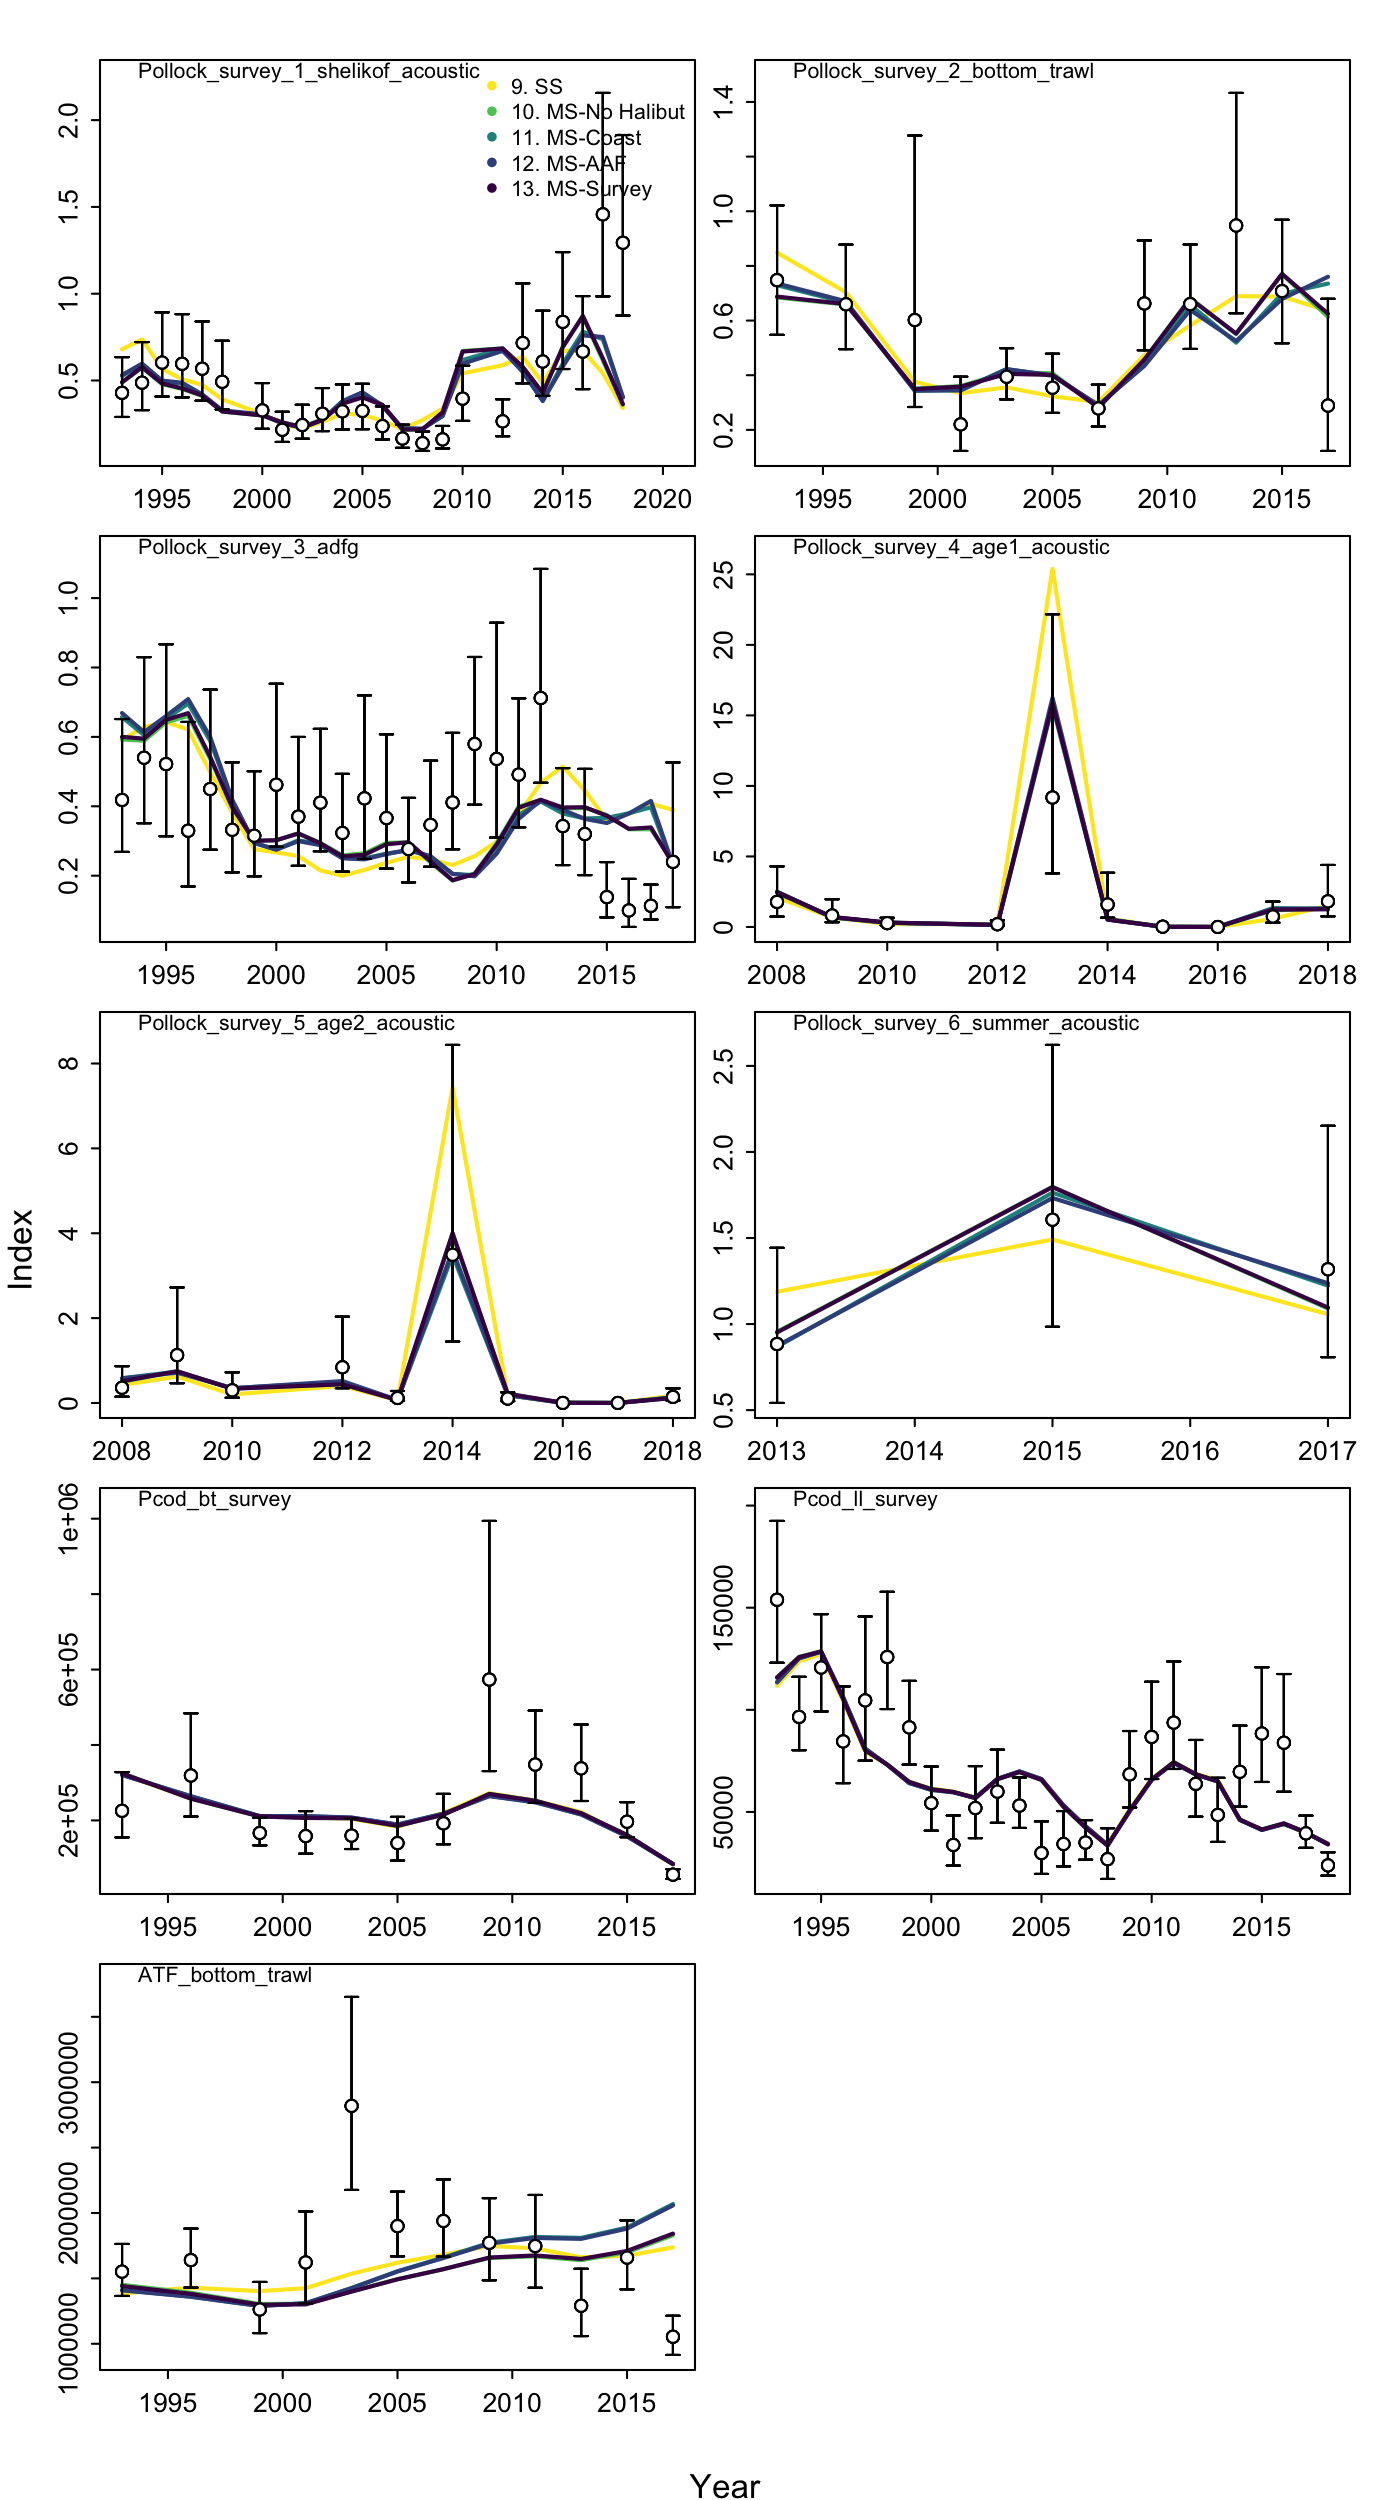 Pollock_survey_1_shelikof_acoustic
9. SS
10. MS-No Halibut
11. MS-Coast
12. MS-AAF
13. MS-Survey
0.5 1.0 1.5 2.0
1995 2000 2005 2010 2015 2020
Pollock_survey_2_bottom_trawl
0.2 0.6 1.0 1.4
1995 2000 2005 2010 2015
Pollock_survey_3_adfg
0.2 0.4 0.6 0.8 1.0
1995 2000 2005 2010 2015
Pollock_survey_4_age1_acoustic
0 5 10 15 20 25
2008 2010 2012 2014 2016 2018
Pollock_survey_5_age2_acoustic
0 2 4 6 8
2008 2010 2012 2014 2016 2018
Pollock_survey_6_summer_acoustic
0.5 1.0 1.5 2.0 2.5
2013 2014 2015 2016 2017
Index
Pcod_bt_survey
2e+05 6e+05 1e+06
1995 2000 2005 2010 2015
Pcod_ll_survey
50000 150000
1995 2000 2005 2010 2015
ATF_bottom_trawl
1000000 2000000 3000000
1995 2000 2005 2010 2015
Year